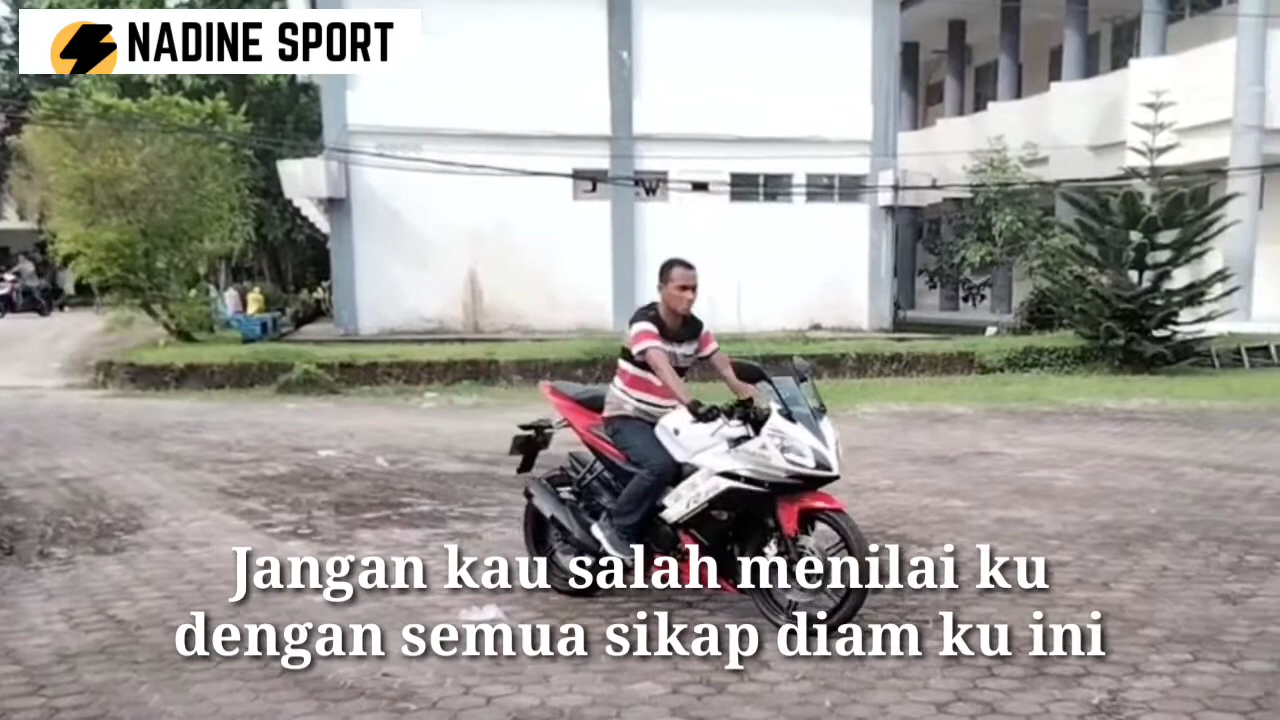 NADINE SPORT
J W
Jangan kau salah menilai ku
dengan semua sikap diam ku ini